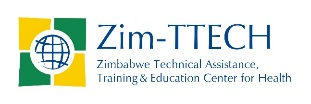 Zim-TTECH
Zimbabwe Technical Assistance,
Training & Education Center for Health